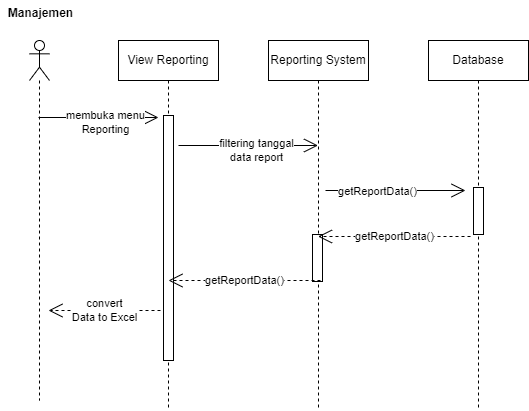 Manajemen
View Reporting
Reporting System
Database
membuka menu
Reporting
filtering tanggal
data report
getReportData()
getReportData()
getReportData()
convert
Data to Excel